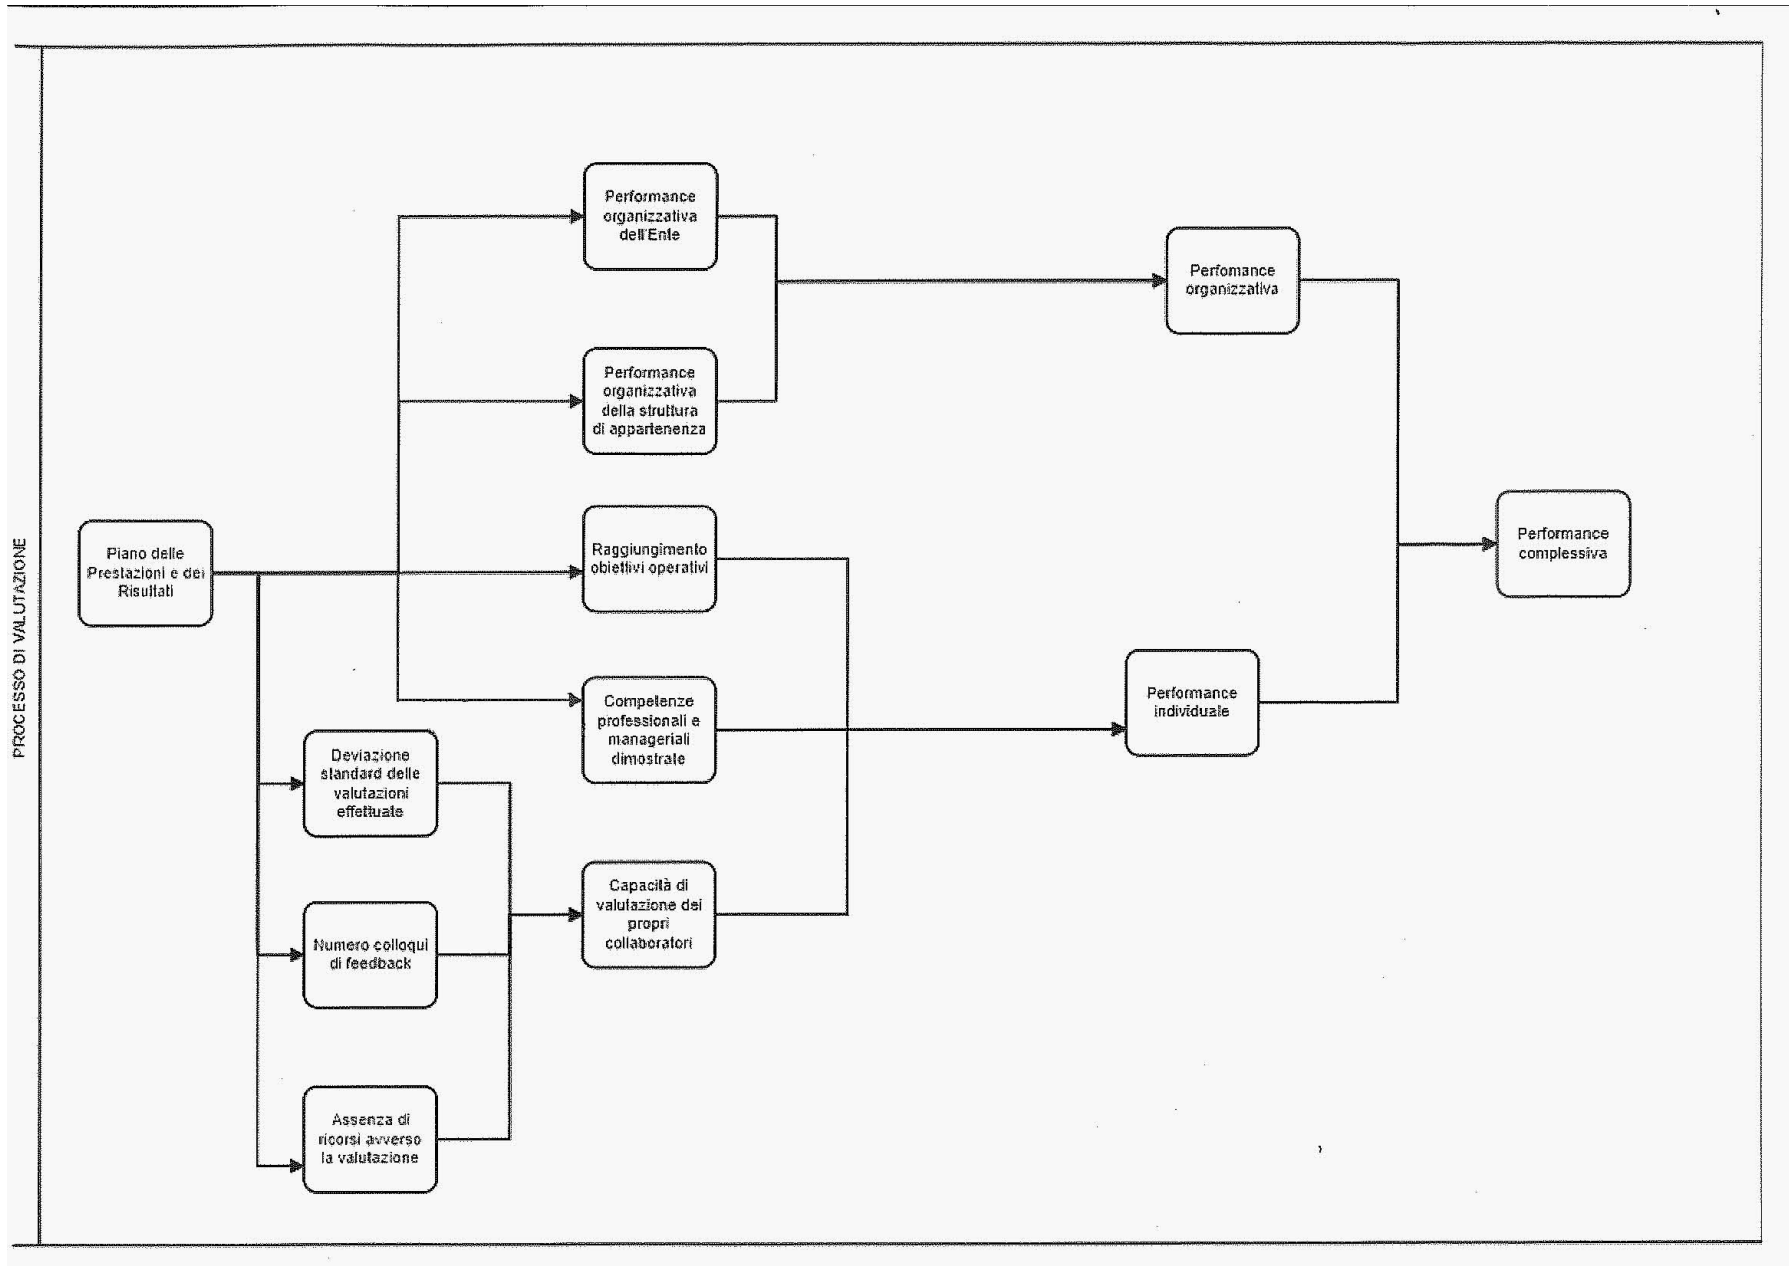 PROCESSO DI VALUTAZIONE
Piano delle
Prestazioni e dei
Risultati
Performance
organizzativa
dell'Ente
Performance
organizzativa
della struttura
di appartenenza
Raggiungimento
obiettivi operativi
Competenze
professionali e
manageriali
dimostrate
Deviazione
standard delle
valutazioni
effettuate
Numero colloqui
di feedback
Assenza di
ricorsi avverso
la valutazione
Capacità di
valutazione dei
propri
collaboratori
Perfomance
organizzativa
Performance
individuale
Performance
complessiva